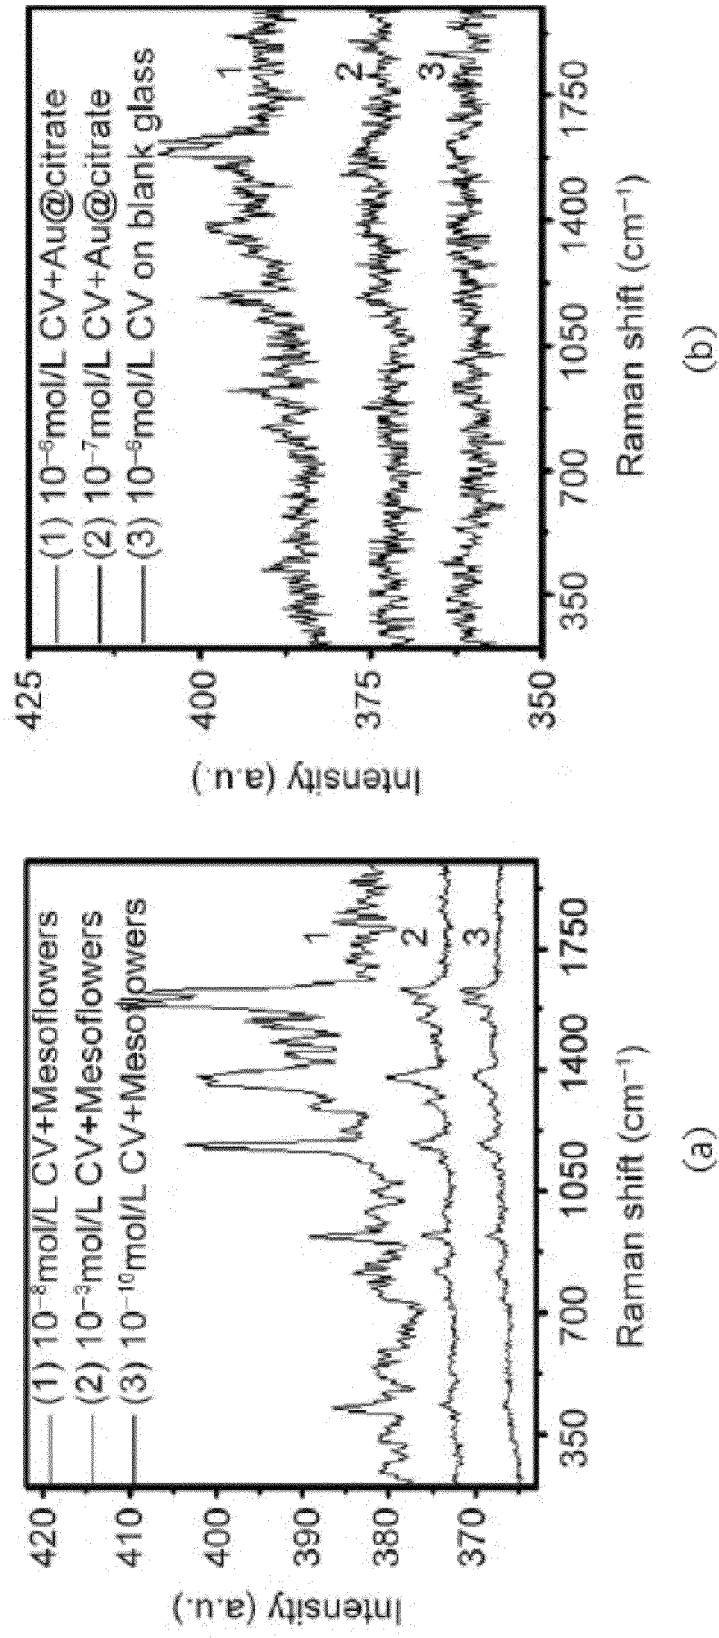 (1) 10⁻⁸mol/L CV+Mesoflowers
(2) 10⁻³mol/L CV+Mesoflowers
(3) 10⁻¹⁰mol/L CV+Mesoflowers
1
2
3
420
410
400
390
380
370
Intensity (a.u.)
350
700
1050
1400
1750
Raman shift (cm⁻¹)
(a)
(1) 10⁻⁶mol/L CV+Au@citrate
(2) 10⁻⁷mol/L CV+Au@citrate
(3) 10⁻⁶mol/L CV on blank glass
1
2
3
425
400
375
350
Intensity (a.u.)
350
700
1050
1400
1750
Raman shift (cm⁻¹)
(b)